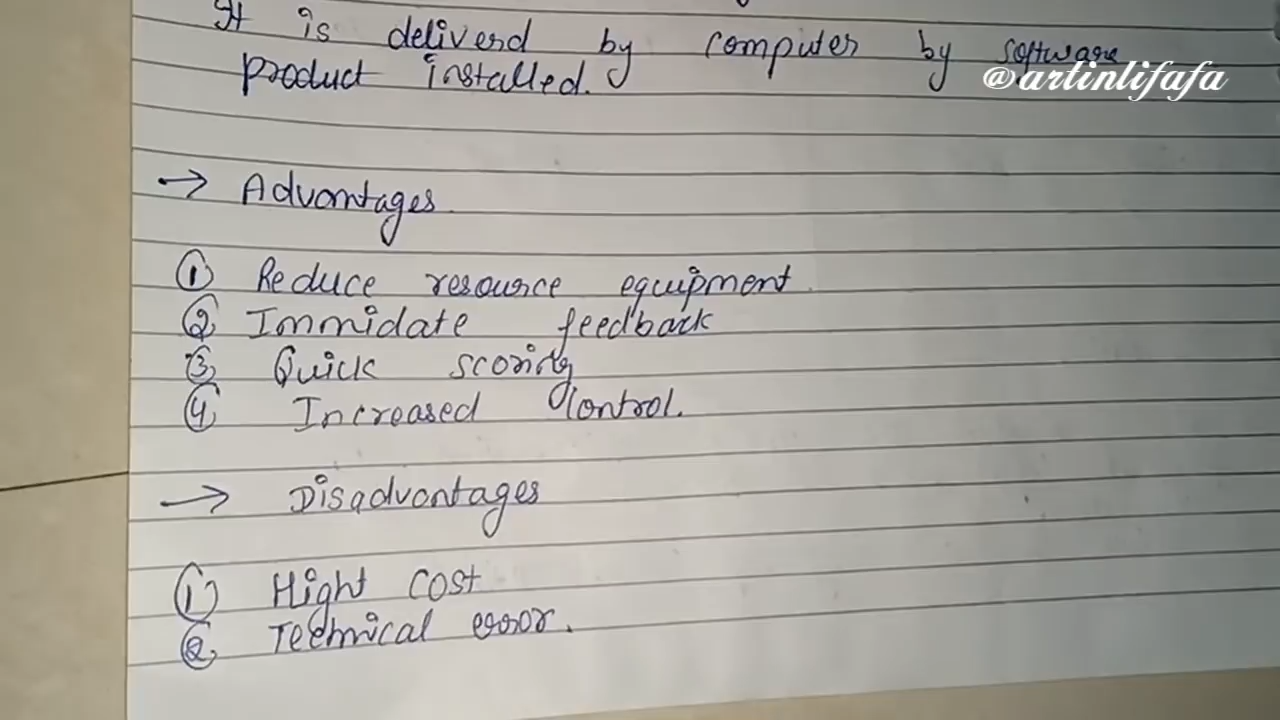 It is deliverd by computer by software
@artinlifafa
product installed.
→ Advantages
① Reduce resource equipment
② Immidate feedback
③ Quick scoring
④ Increased Control.
→ Disadvantages
① Hight Cost
② Technical error.